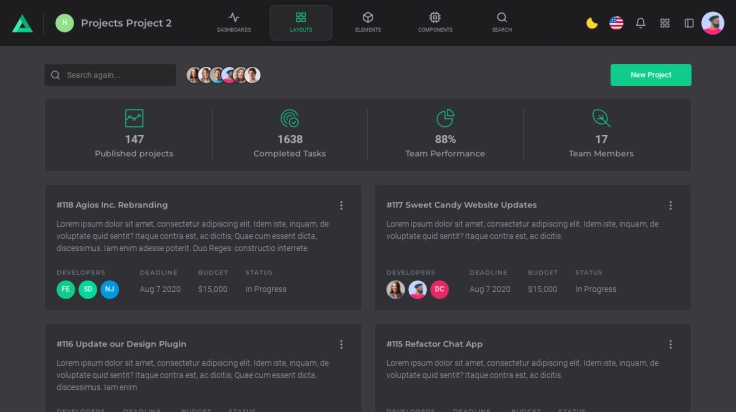 H Projects Project 2
DASHBOARDS LAYOUTS ELEMENTS COMPONENTS SEARCH
Search again...
New Project
147 1638 88% 17
Published projects Completed Tasks Team Performance Team Members
#118 Agios Inc. Rebranding
Lorem ipsum dolor sit amet, consectetur adipiscing elit. Idem iste, inquam, de
voluptate quid sentit? Itaque contra est, ac dicitis; Quae cum essent dicta,
discessimus. Iam enim adesse poterit. Duo Reges: constructio interrete.
DEVELOPERS DEADLINE BUDGET STATUS
FE SD NJ Aug 7 2020 $15,000 In Progress
#117 Sweet Candy Website Updates
Lorem ipsum dolor sit amet, consectetur adipiscing elit. Idem iste, inquam, de
voluptate quid sentit? Itaque contra est, ac dicitis.
DEVELOPERS DEADLINE BUDGET STATUS
DC Aug 7 2020 $15,000 In Progress
#116 Update our Design Plugin
Lorem ipsum dolor sit amet, consectetur adipiscing elit. Idem iste, inquam, de
voluptate quid sentit? Itaque contra est, ac dicitis; Quae cum essent dicta,
discessimus. Iam enim.
#115 Refactor Chat App
Lorem ipsum dolor sit amet, consectetur adipiscing elit. Idem iste, inquam, de
voluptate quid sentit? Itaque contra est, ac dicitis.